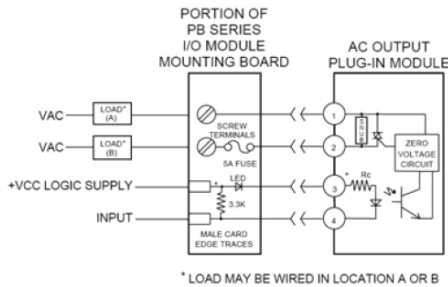 PORTION OF
PB SERIES
I/O MODULE
MOUNTING BOARD
AC OUTPUT
PLUG-IN MODULE
VAC
LOAD*
(A)
SCREW
TERMINALS
1
SNUB
VAC
LOAD*
(B)
5A FUSE
2
ZERO
VOLTAGE
CIRCUIT
+VCC LOGIC SUPPLY
+
LED
3
+
Rc
3.3K
INPUT
4
MALE CARD
EDGE TRACES
* LOAD MAY BE WIRED IN LOCATION A OR B